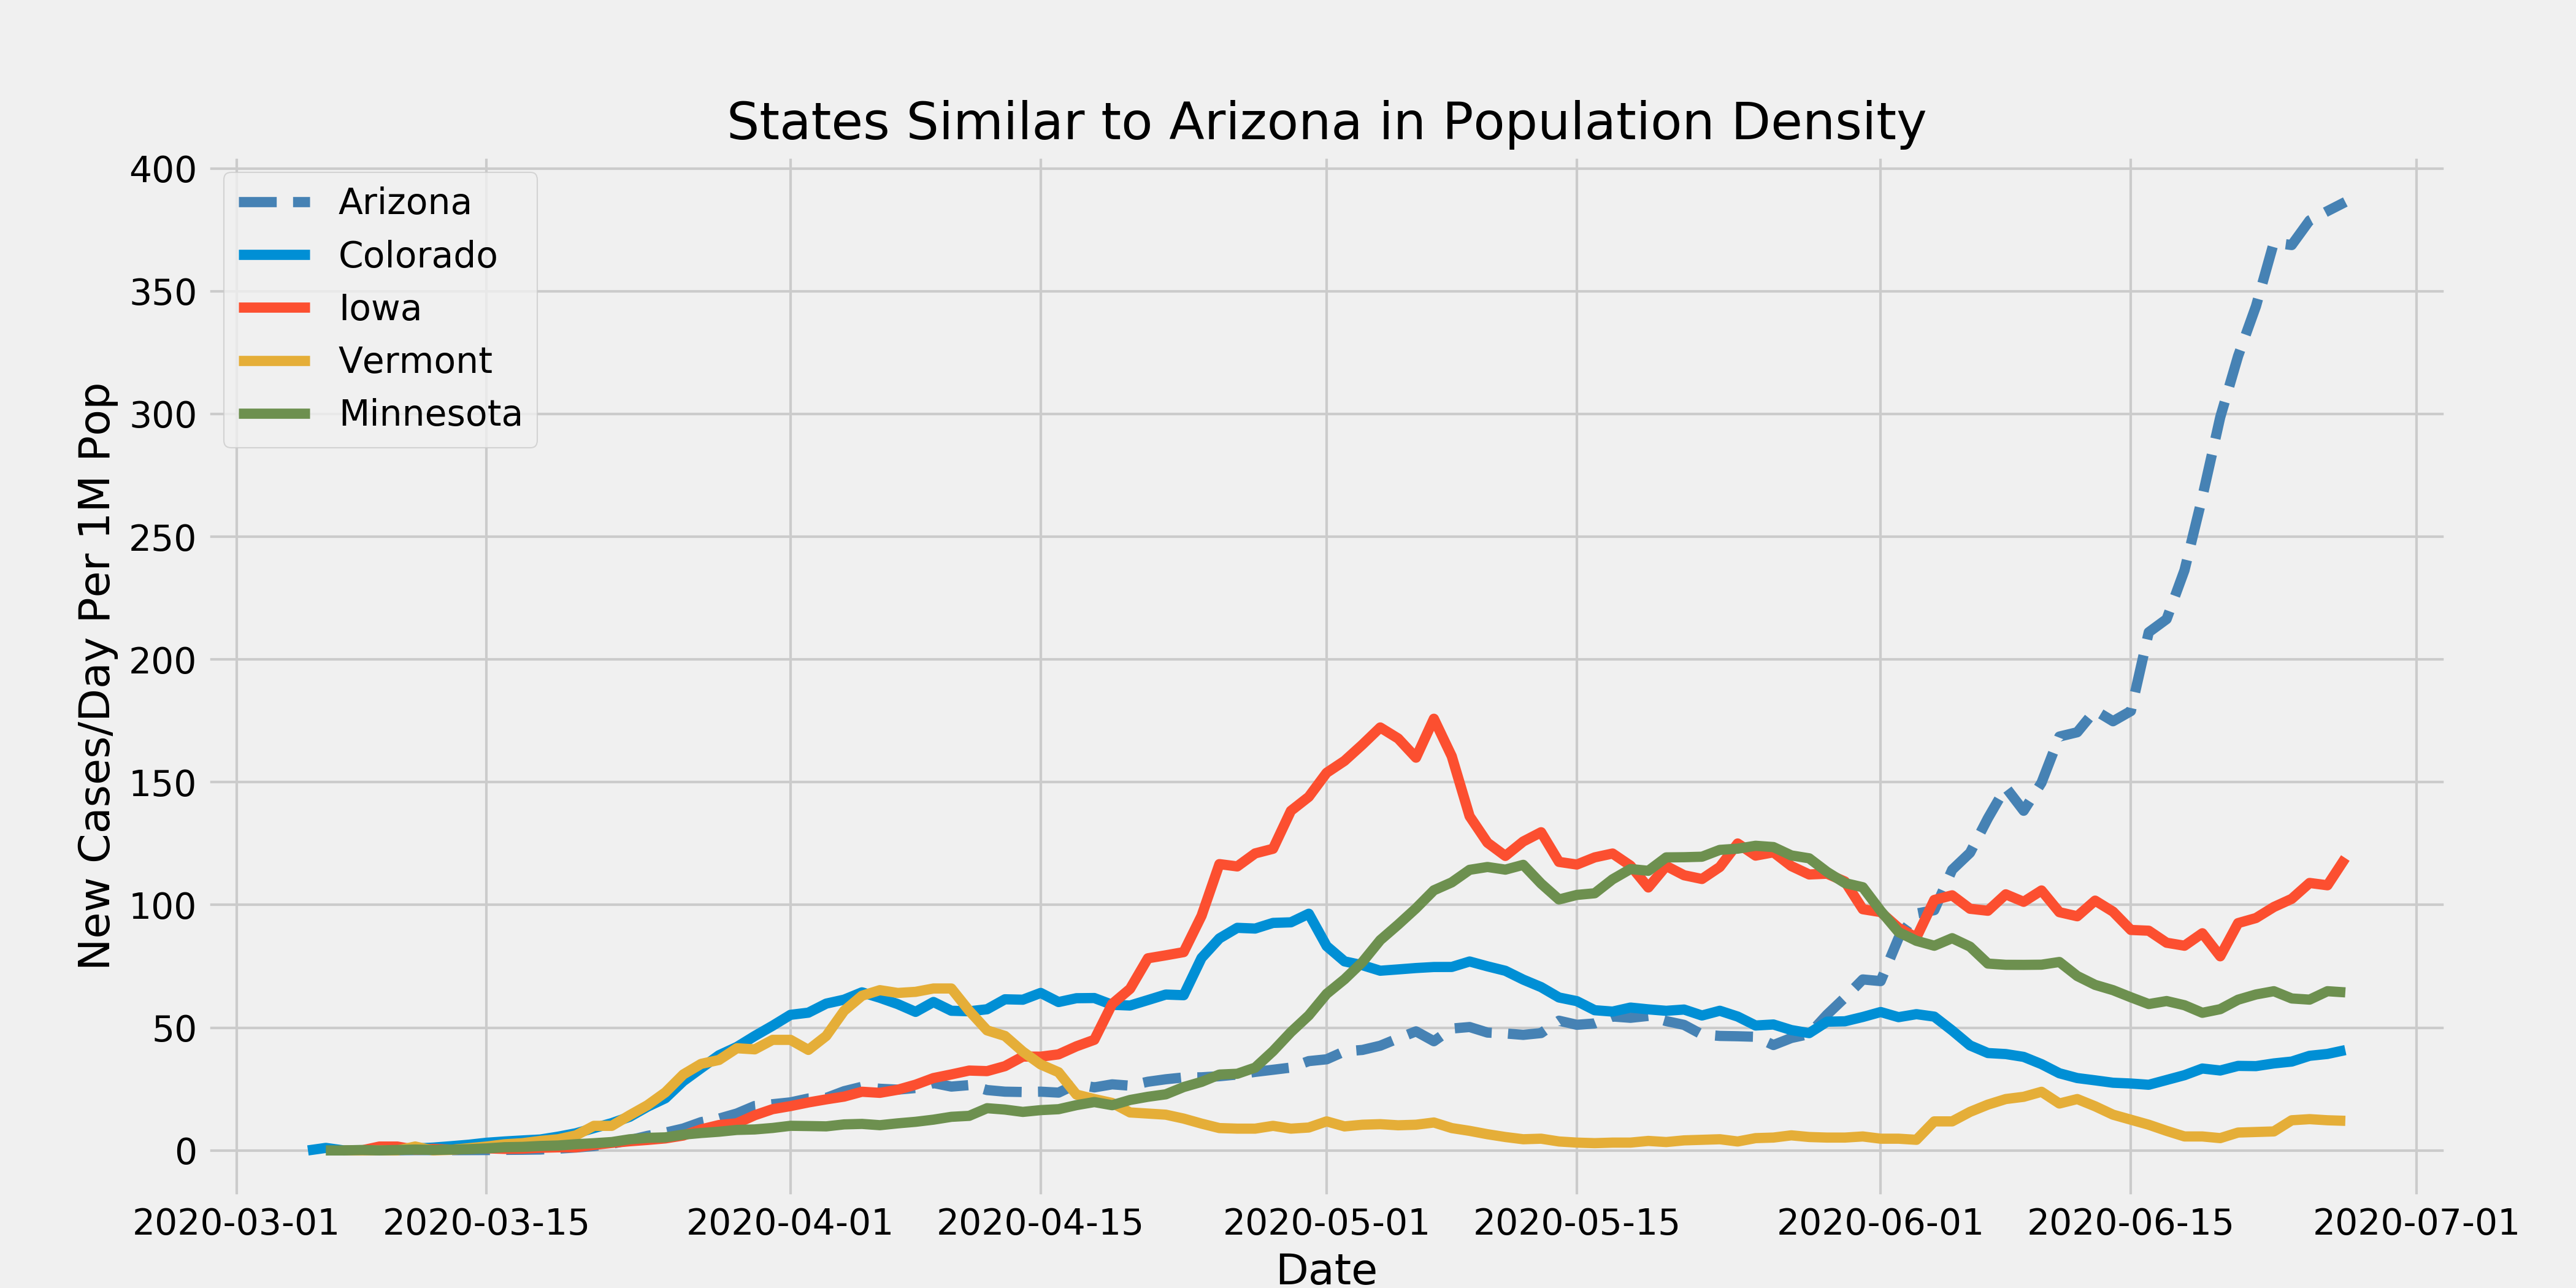 States Similar to Arizona in Population Density
400
350
300
250
200
150
100
50
0
New Cases/Day Per 1M Pop
Arizona
Colorado
Iowa
Vermont
Minnesota
2020-03-01 2020-03-15 2020-04-01 2020-04-15 2020-05-01 2020-05-15 2020-06-01 2020-06-15 2020-07-01
Date